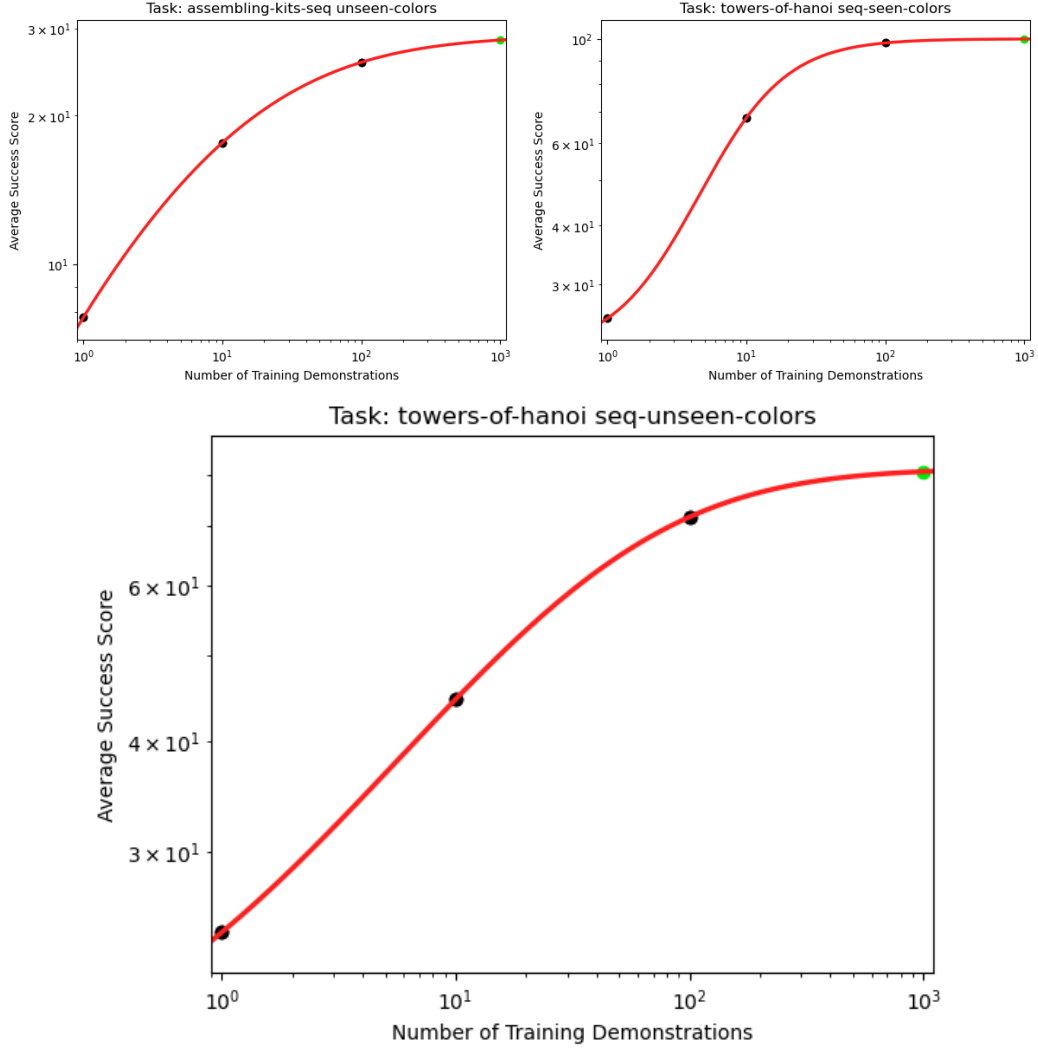 Task: assembling-kits-seq unseen-colors
3 × 10¹
2 × 10¹
10¹
Average Success Score
10⁰
10¹
10²
10³
Number of Training Demonstrations
Task: towers-of-hanoi seq-seen-colors
10²
6 × 10¹
4 × 10¹
3 × 10¹
Average Success Score
10⁰
10¹
10²
10³
Number of Training Demonstrations
Task: towers-of-hanoi seq-unseen-colors
6 × 10¹
4 × 10¹
3 × 10¹
Average Success Score
10⁰
10¹
10²
10³
Number of Training Demonstrations